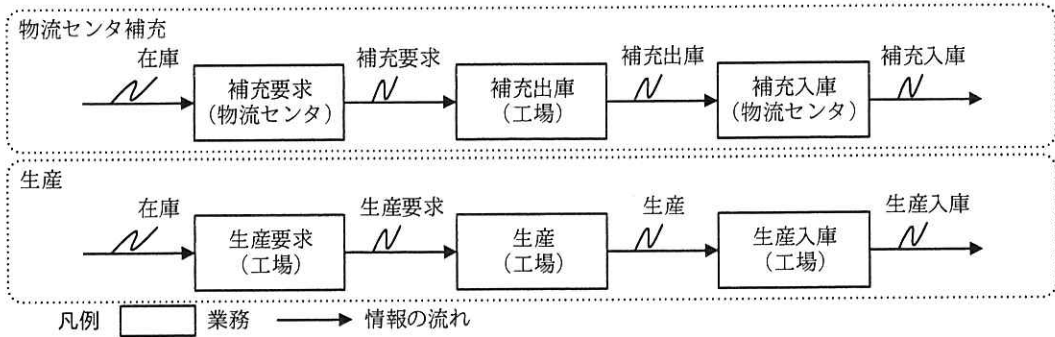 物流センタ補充
在庫
補充要求
補充出庫
補充入庫
補充要求
(物流センタ)
補充出庫
(工場)
補充入庫
(物流センタ)
生産
在庫
生産要求
生産
生産入庫
生産要求
(工場)
生産
(工場)
生産入庫
(工場)
凡例 業務 情報の流れ